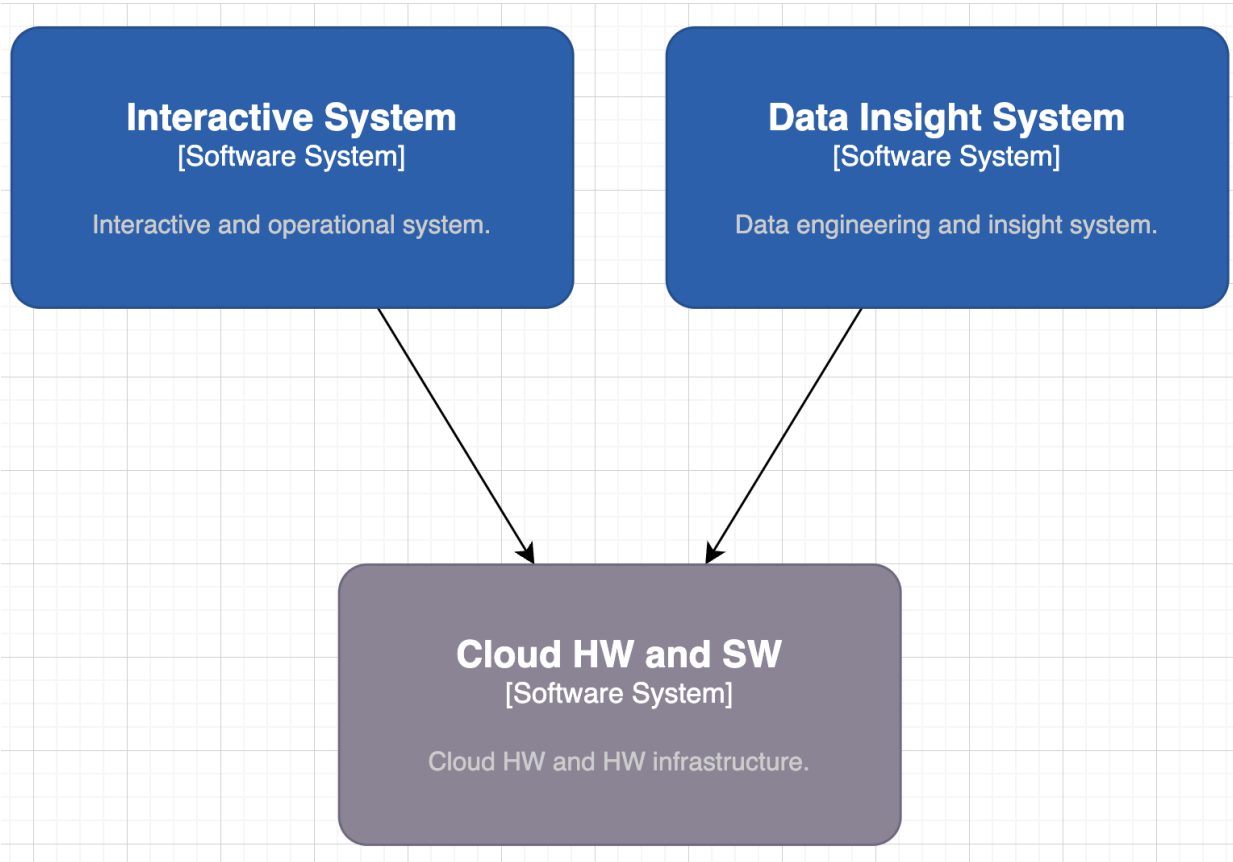 Interactive System
[Software System]
Interactive and operational system.
Data Insight System
[Software System]
Data engineering and insight system.
Cloud HW and SW
[Software System]
Cloud HW and HW infrastructure.